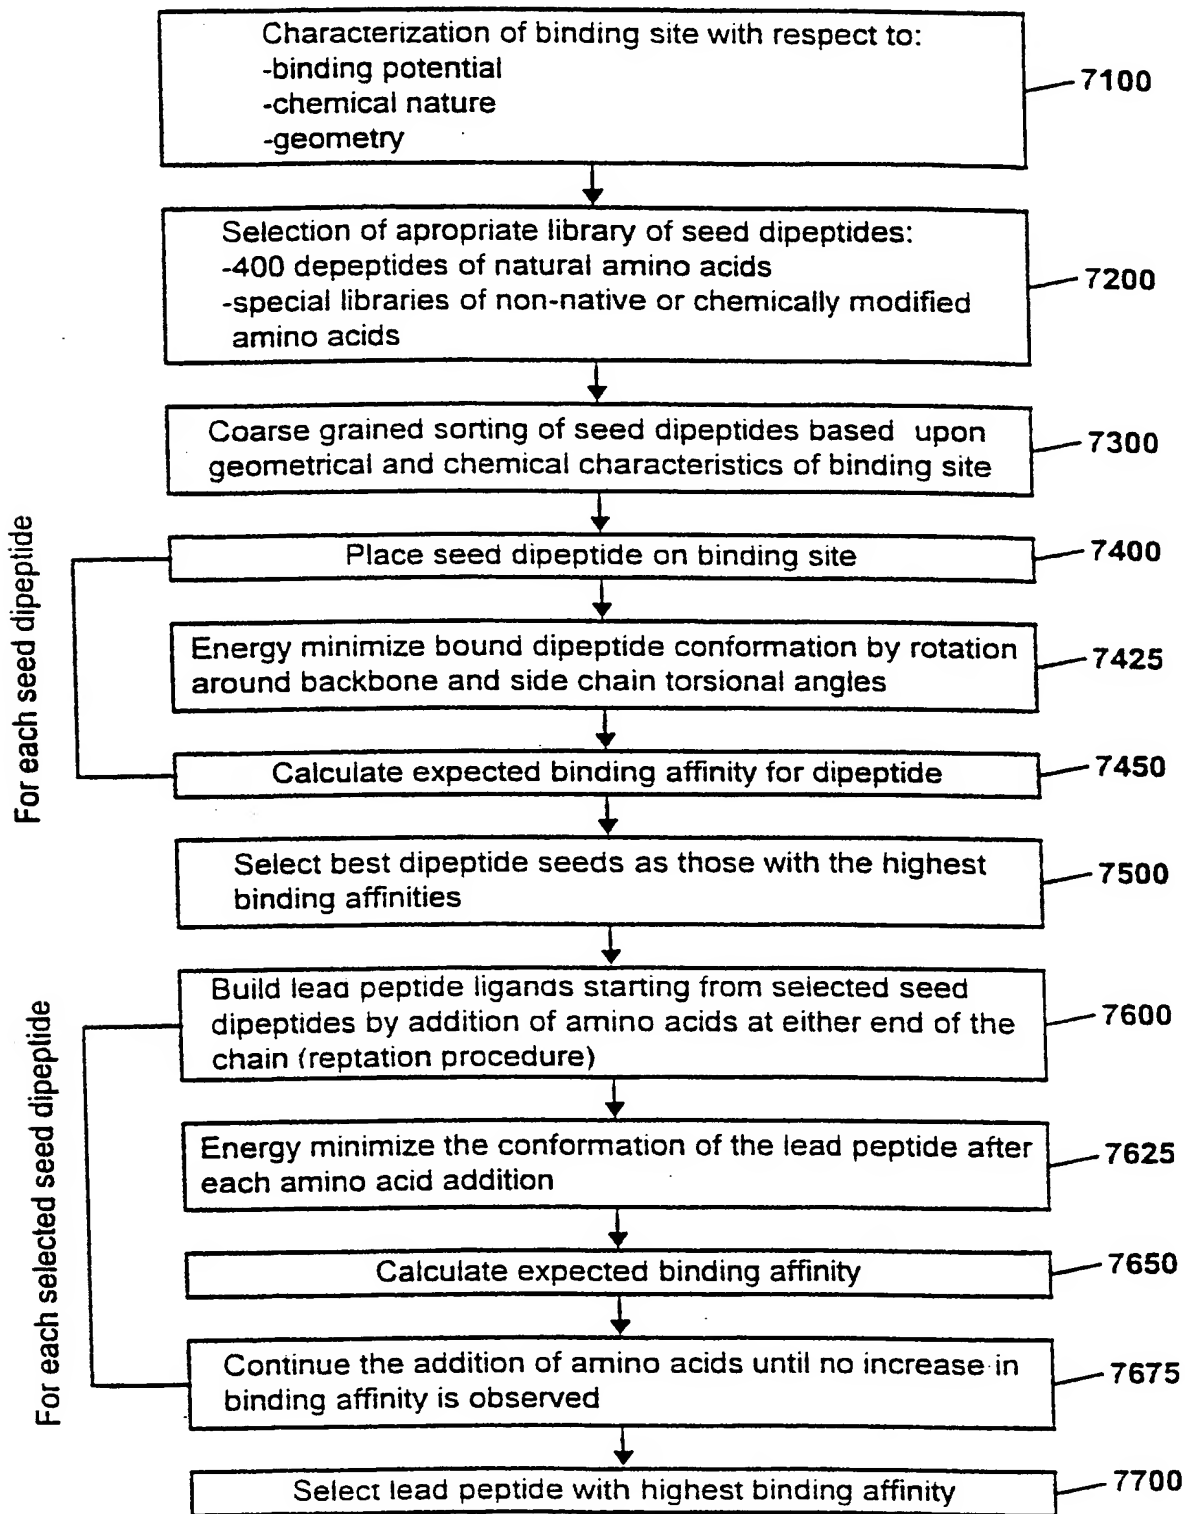 Characterization of binding site with respect to:
-binding potential
-chemical nature
-geometry
7100
Selection of apropriate library of seed dipeptides:
-400 depeptides of natural amino acids
-special libraries of non-native or chemically modified
amino acids
7200
Coarse grained sorting of seed dipeptides based upon
geometrical and chemical characteristics of binding site
7300
For each seed dipeptide
Place seed dipeptide on binding site
7400
Energy minimize bound dipeptide conformation by rotation
around backbone and side chain torsional angles
7425
Calculate expected binding affinity for dipeptide
7450
Select best dipeptide seeds as those with the highest
binding affinities
7500
For each selected seed dipeptide
Build lead peptide ligands starting from selected seed
dipeptides by addition of amino acids at either end of the
chain (reptation procedure)
7600
Energy minimize the conformation of the lead peptide after
each amino acid addition
7625
Calculate expected binding affinity
7650
Continue the addition of amino acids until no increase in
binding affinity is observed
7675
Select lead peptide with highest binding affinity
7700